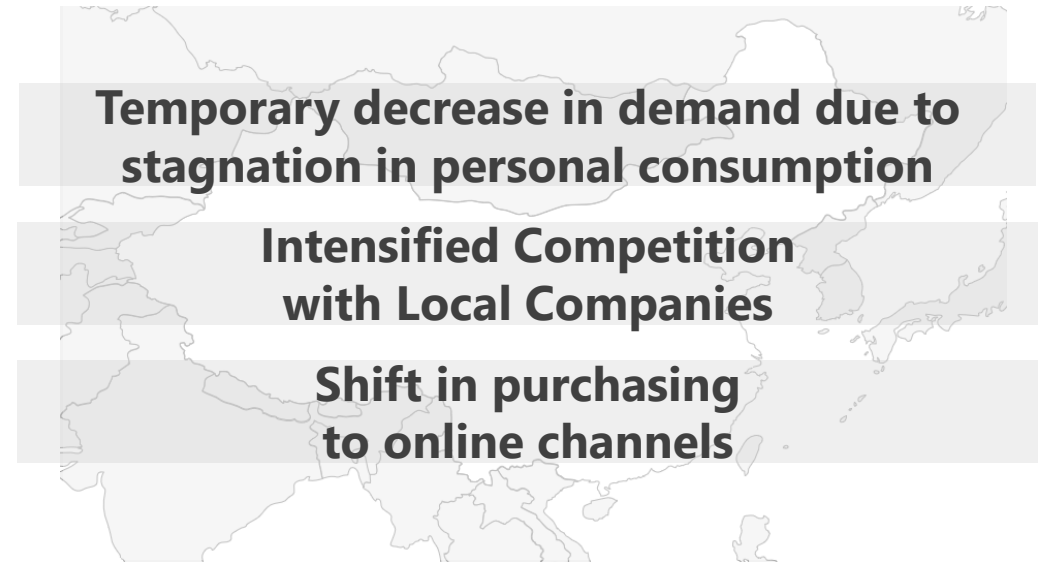 Temporary decrease in demand due to
stagnation in personal consumption
Intensified Competition
with Local Companies
Shift in purchasing
to online channels